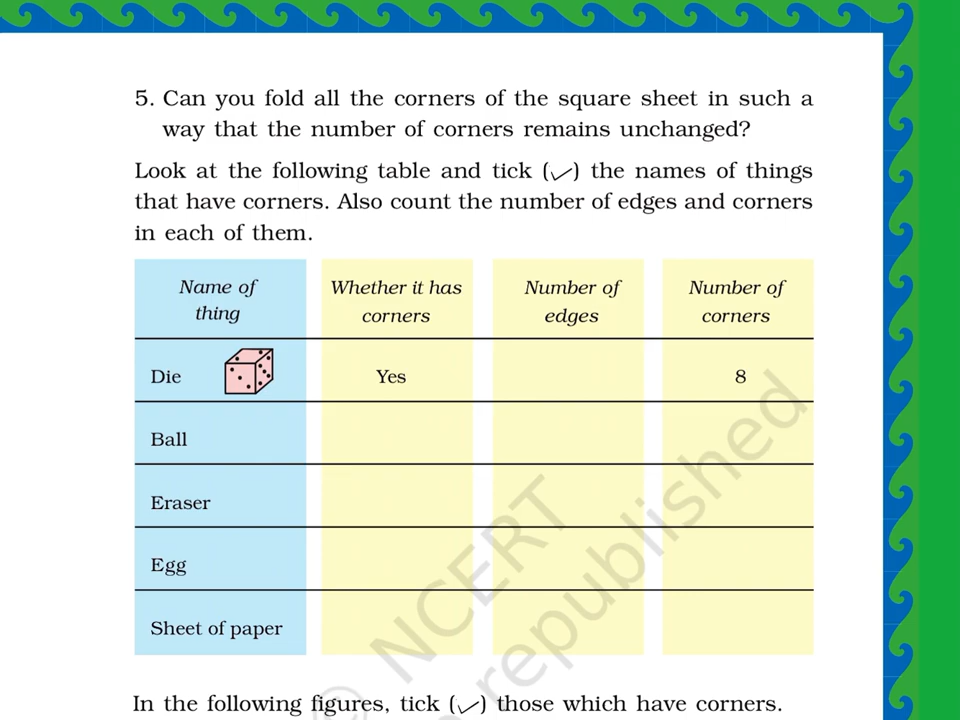 5. Can you fold all the corners of the square sheet in such a
way that the number of corners remains unchanged?
Look at the following table and tick (✓) the names of things
that have corners. Also count the number of edges and corners
in each of them.
Name of thing Whether it has corners Number of edges Number of corners
Die Yes 8
Ball
Eraser
Egg
Sheet of paper
In the following figures, tick (✓) those which have corners.
© NCERT
republished